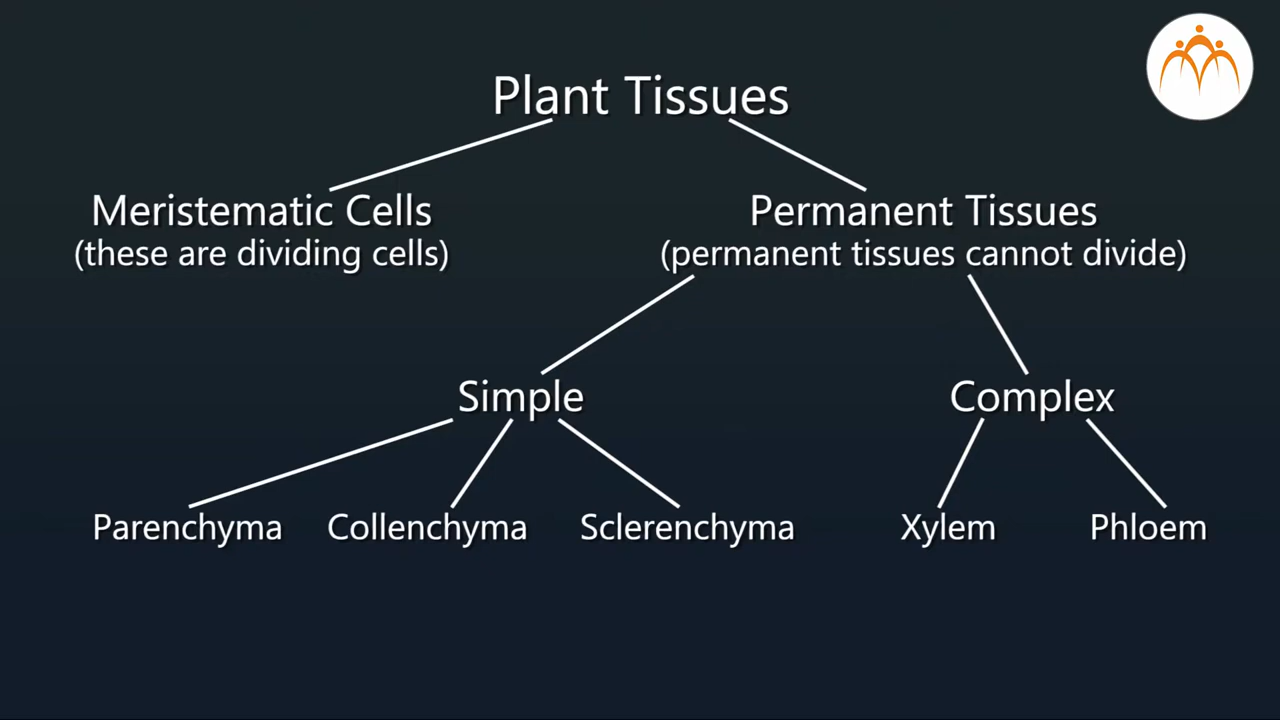 Plant Tissues
Meristematic Cells
(these are dividing cells)
Permanent Tissues
(permanent tissues cannot divide)
Simple
Complex
Parenchyma
Collenchyma
Sclerenchyma
Xylem
Phloem